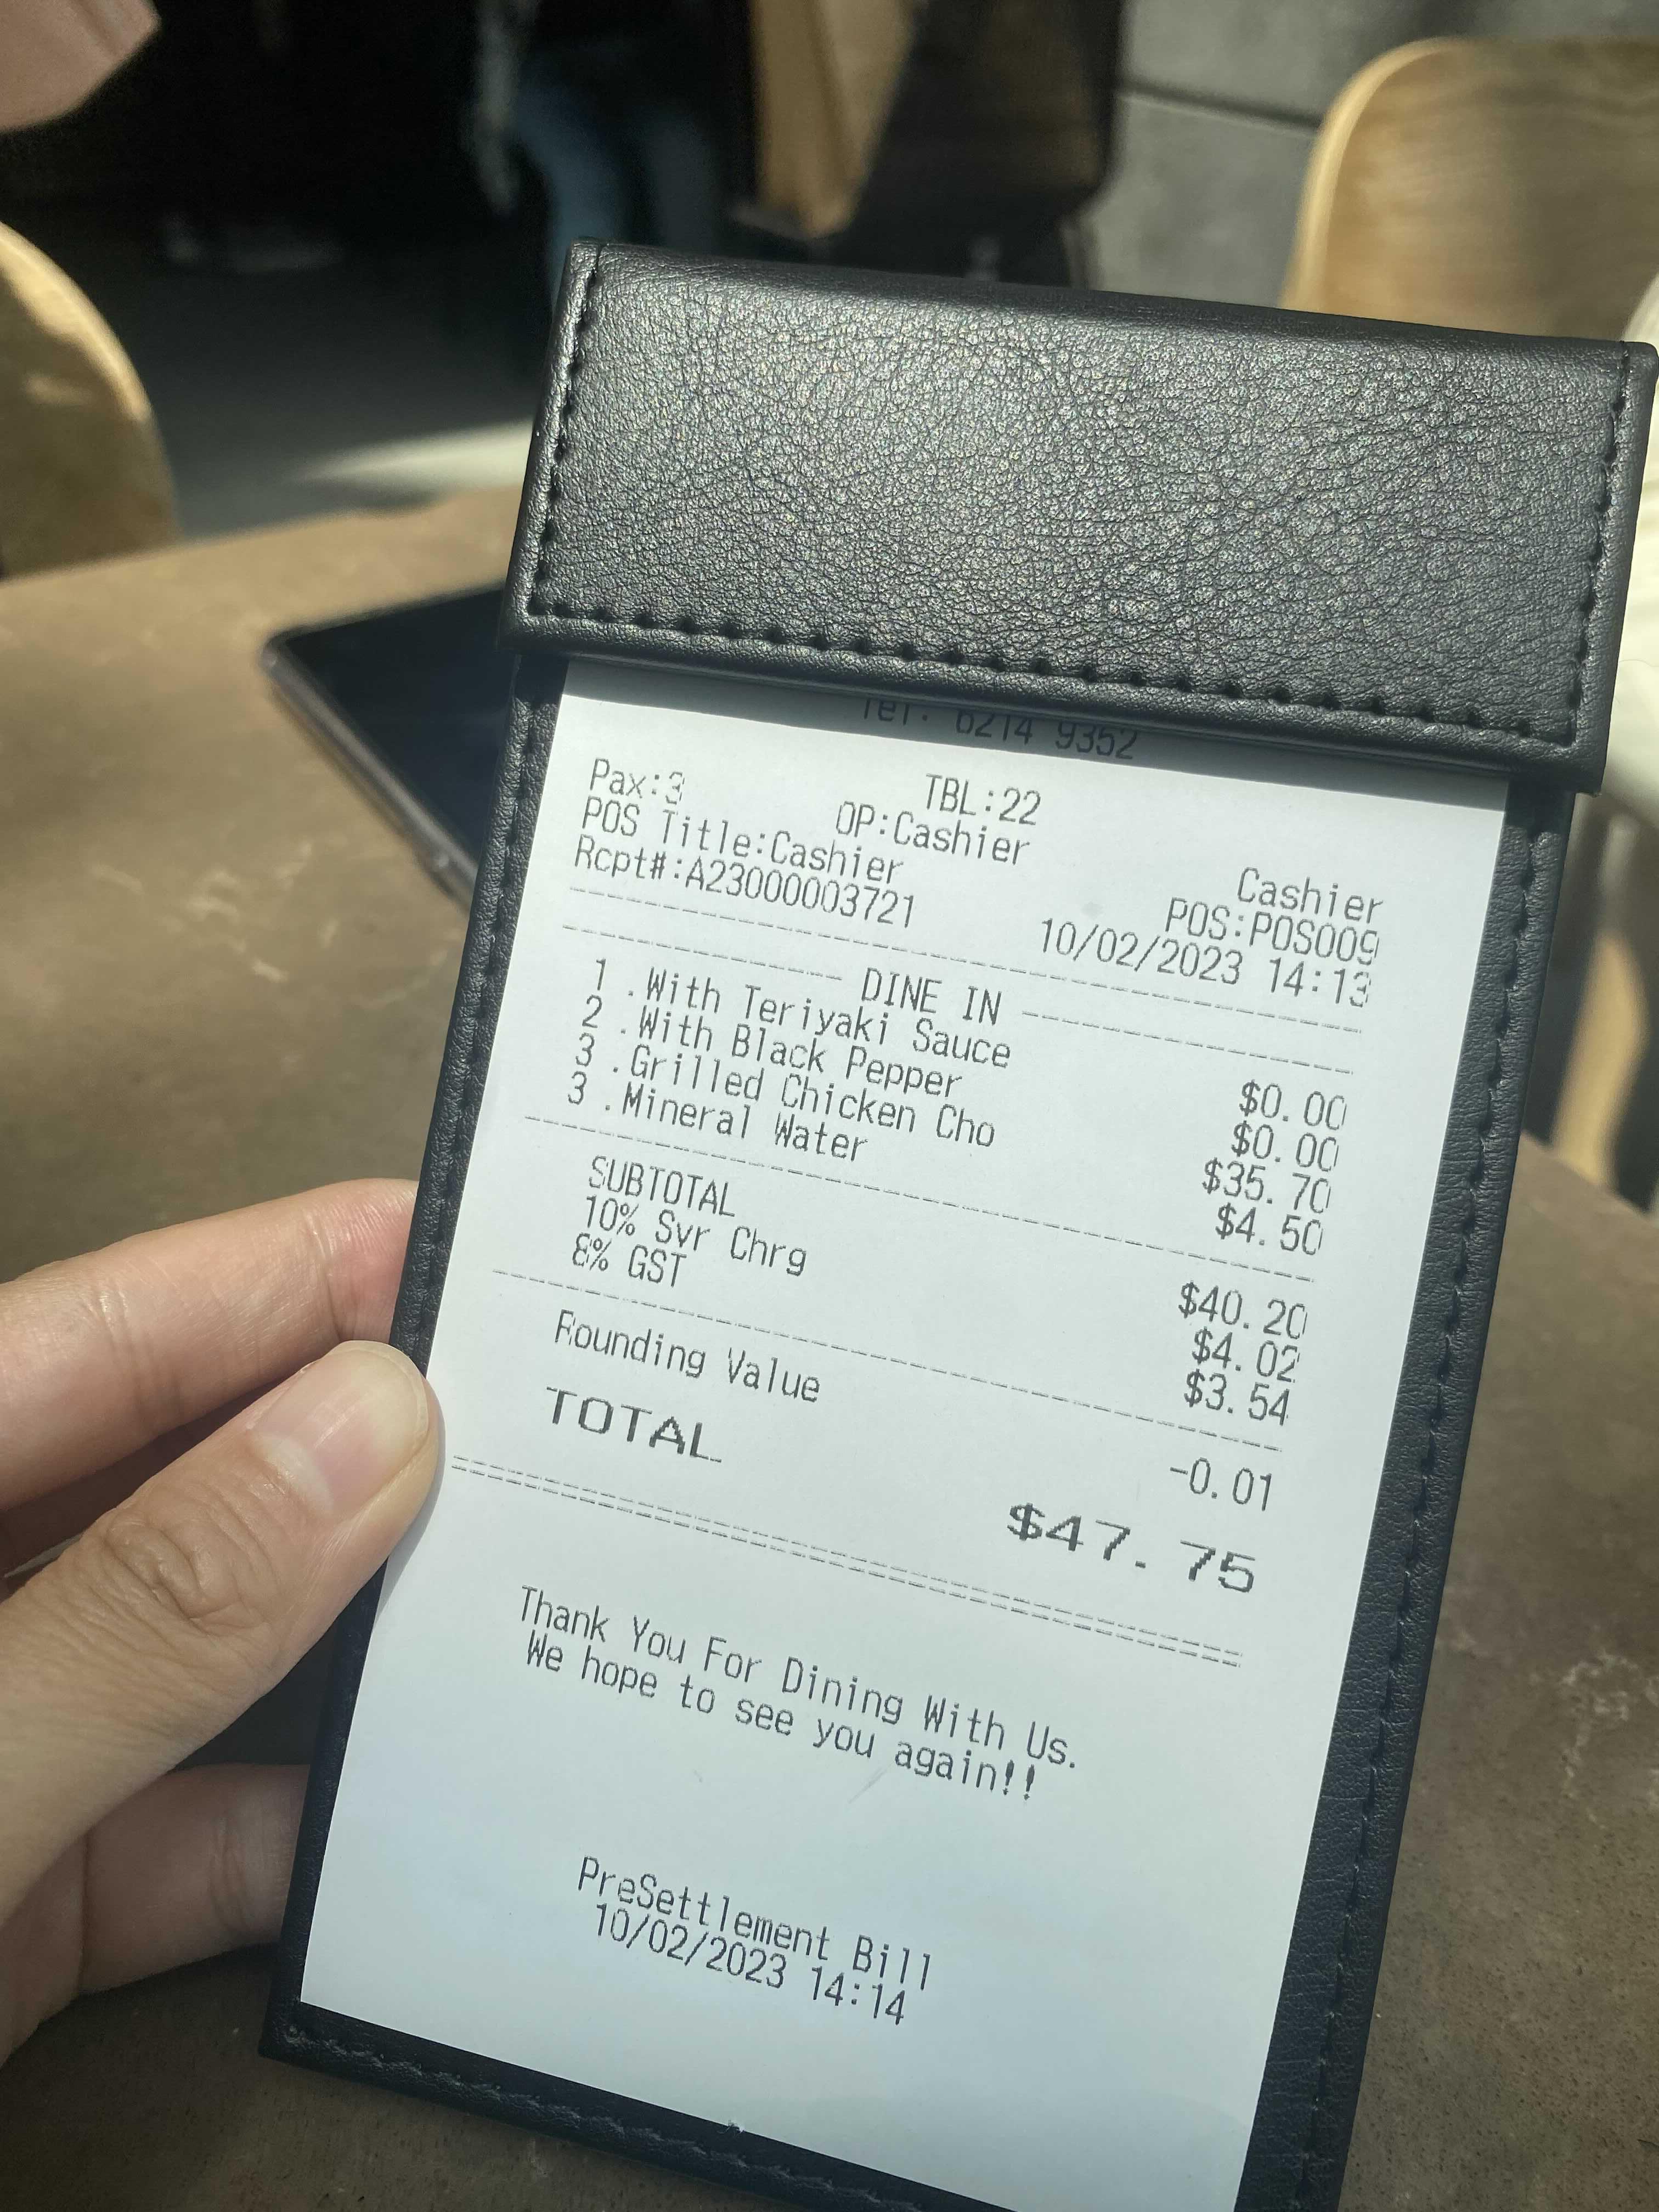 Tel: 6214 9352
Pax:3 TBL:22
OP:Cashier Cashier
POS Title:Cashier POS:POS009
Rcpt#:A23000003721 10/02/2023 14:13
DINE IN
1 .With Teriyaki Sauce $0.00
2 .With Black Pepper $0.00
3 .Grilled Chicken Cho $35.70
3 .Mineral Water $4.50
SUBTOTAL $40.20
10% Svr Chrg $4.02
8% GST $3.54
Rounding Value -0.01
TOTAL $47.75
Thank You For Dining With Us.
We hope to see you again!!
PreSettlement Bill
10/02/2023 14:14